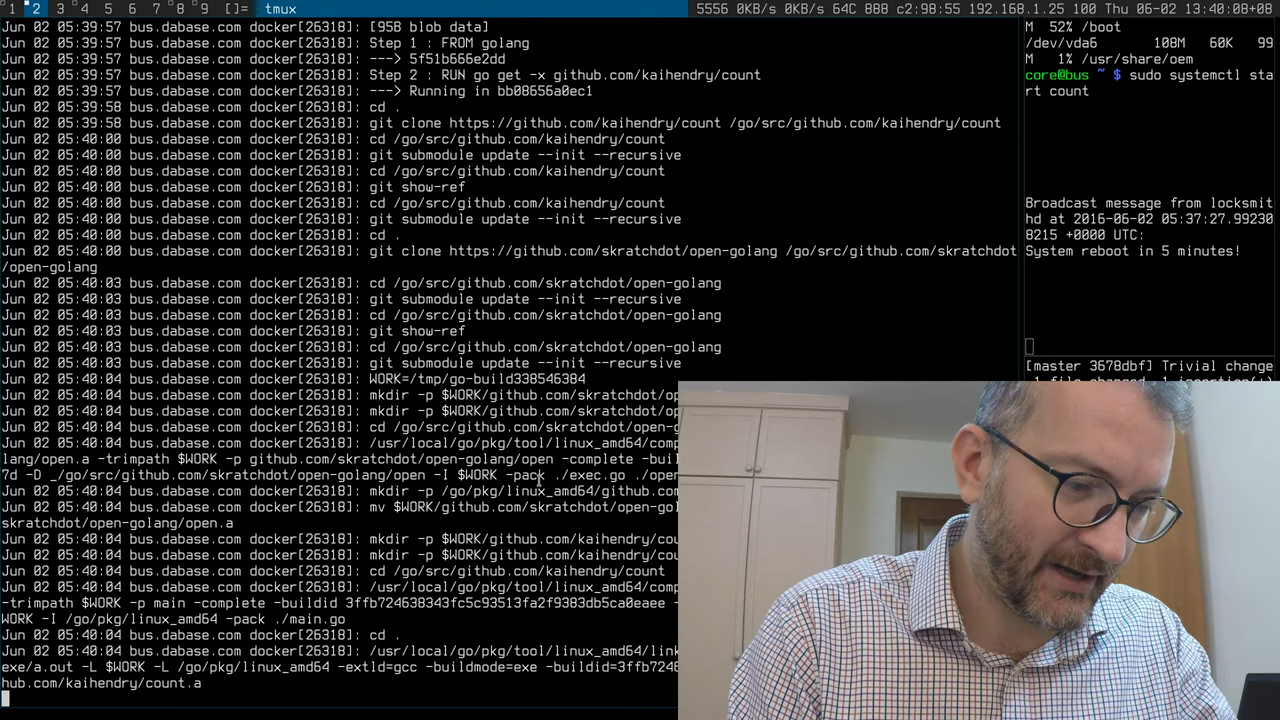 1 2 3 4 5 6 7 8 9 []= tmux 5556 0KB/s 0KB/s 64C 888 c2:98:55 192.168.1.25 100 Thu 06-02 13:40:08+08
Jun 02 05:39:57 bus.dabase.com docker[26318]: [95B blob data]
Jun 02 05:39:57 bus.dabase.com docker[26318]: Step 1 : FROM golang
Jun 02 05:39:57 bus.dabase.com docker[26318]: ---> 5f51b666e2dd
Jun 02 05:39:57 bus.dabase.com docker[26318]: Step 2 : RUN go get -x github.com/kaihendry/count
Jun 02 05:39:57 bus.dabase.com docker[26318]: ---> Running in bb08656a0ec1
Jun 02 05:39:58 bus.dabase.com docker[26318]: cd .
Jun 02 05:39:58 bus.dabase.com docker[26318]: git clone https://github.com/kaihendry/count /go/src/github.com/kaihendry/count
Jun 02 05:40:00 bus.dabase.com docker[26318]: cd /go/src/github.com/kaihendry/count
Jun 02 05:40:00 bus.dabase.com docker[26318]: git submodule update --init --recursive
Jun 02 05:40:00 bus.dabase.com docker[26318]: cd /go/src/github.com/kaihendry/count
Jun 02 05:40:00 bus.dabase.com docker[26318]: git show-ref
Jun 02 05:40:00 bus.dabase.com docker[26318]: cd /go/src/github.com/kaihendry/count
Jun 02 05:40:00 bus.dabase.com docker[26318]: git submodule update --init --recursive
Jun 02 05:40:00 bus.dabase.com docker[26318]: cd .
Jun 02 05:40:00 bus.dabase.com docker[26318]: git clone https://github.com/skratchdot/open-golang /go/src/github.com/skratchdot
/open-golang
Jun 02 05:40:03 bus.dabase.com docker[26318]: cd /go/src/github.com/skratchdot/open-golang
Jun 02 05:40:03 bus.dabase.com docker[26318]: git submodule update --init --recursive
Jun 02 05:40:03 bus.dabase.com docker[26318]: cd /go/src/github.com/skratchdot/open-golang
Jun 02 05:40:03 bus.dabase.com docker[26318]: git show-ref
Jun 02 05:40:03 bus.dabase.com docker[26318]: cd /go/src/github.com/skratchdot/open-golang
Jun 02 05:40:03 bus.dabase.com docker[26318]: git submodule update --init --recursive
Jun 02 05:40:04 bus.dabase.com docker[26318]: WORK=/tmp/go-build338546384
Jun 02 05:40:04 bus.dabase.com docker[26318]: mkdir -p $WORK/github.com/skratchdot/op
Jun 02 05:40:04 bus.dabase.com docker[26318]: mkdir -p $WORK/github.com/skratchdot/op
Jun 02 05:40:04 bus.dabase.com docker[26318]: cd /go/src/github.com/skratchdot/open-g
Jun 02 05:40:04 bus.dabase.com docker[26318]: /usr/local/go/pkg/tool/linux_amd64/comp
lang/open.a -trimpath $WORK -p github.com/skratchdot/open-golang/open -complete -buil
7d -D _/go/src/github.com/skratchdot/open-golang/open -I $WORK -pack ./exec.go ./open
Jun 02 05:40:04 bus.dabase.com docker[26318]: mkdir -p /go/pkg/linux_amd64/github.com
Jun 02 05:40:04 bus.dabase.com docker[26318]: mv $WORK/github.com/skratchdot/open-gol
skratchdot/open-golang/open.a
Jun 02 05:40:04 bus.dabase.com docker[26318]: mkdir -p $WORK/github.com/kaihendry/cou
Jun 02 05:40:04 bus.dabase.com docker[26318]: mkdir -p $WORK/github.com/kaihendry/cou
Jun 02 05:40:04 bus.dabase.com docker[26318]: cd /go/src/github.com/kaihendry/count
Jun 02 05:40:04 bus.dabase.com docker[26318]: /usr/local/go/pkg/tool/linux_amd64/comp
-trimpath $WORK -p main -complete -buildid 3ffb724638343fc5c93513fa2f9383db5ca0eaee -
WORK -I /go/pkg/linux_amd64 -pack ./main.go
Jun 02 05:40:04 bus.dabase.com docker[26318]: cd .
Jun 02 05:40:04 bus.dabase.com docker[26318]: /usr/local/go/pkg/tool/linux_amd64/link
exe/a.out -L $WORK -L /go/pkg/linux_amd64 -extld=gcc -buildmode=exe -buildid=3ffb7246
hub.com/kaihendry/count.a
M 52% /boot
/dev/vda6 108M 60K 99
M 1% /usr/share/oem
core@bus ~ $ sudo systemctl sta
rt count
Broadcast message from locksmit
hd at 2016-06-02 05:37:27.99230
8215 +0000 UTC:
System reboot in 5 minutes!
[master 3678dbf] Trivial change